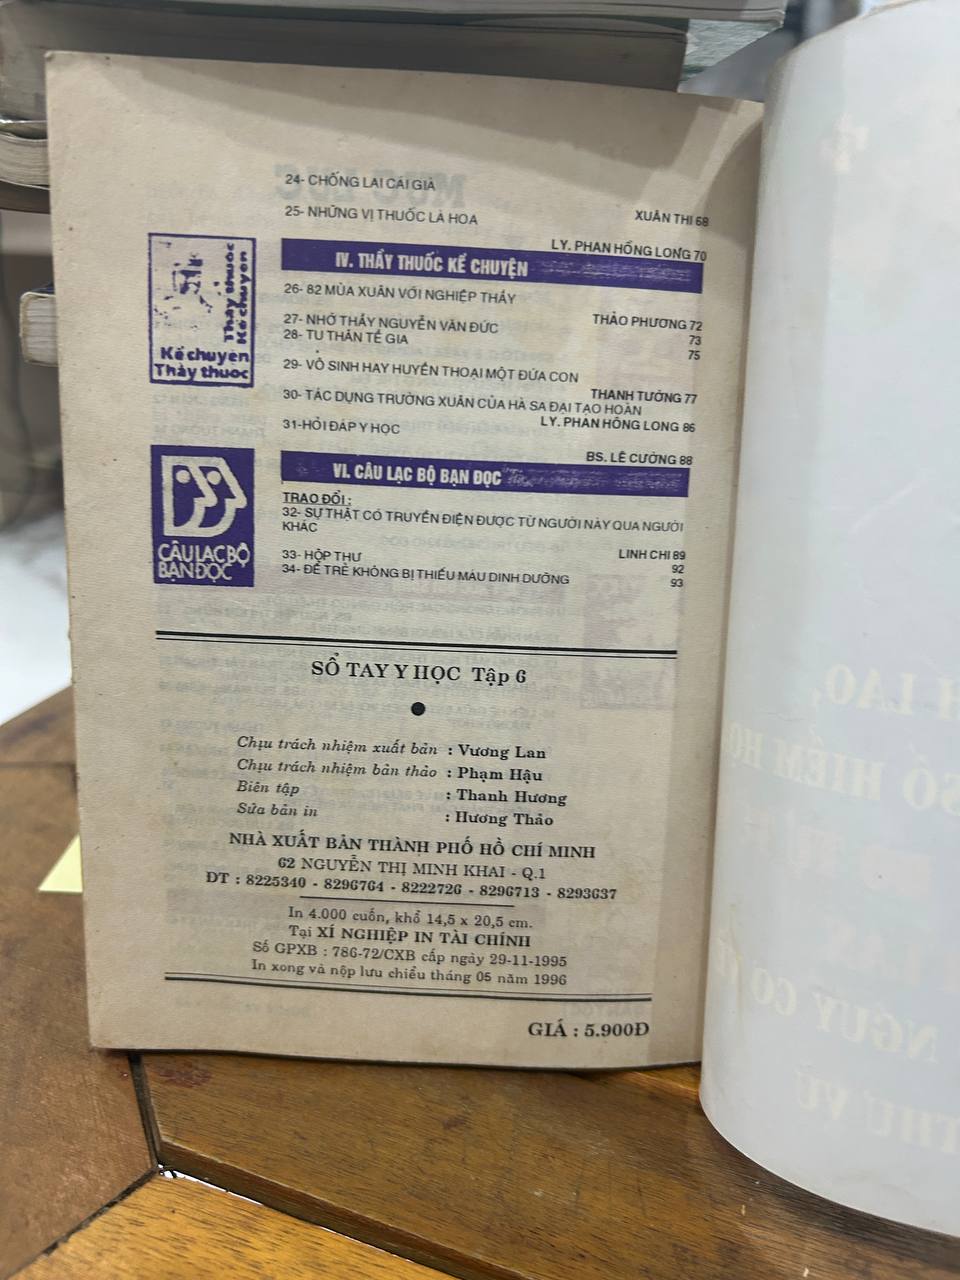 24- CHỐNG LẠI CÁI GIÀ
XUÂN THI 68
25- NHỮNG VỊ THUỐC LÀ HOA
LY. PHAN HỒNG LONG 70
IV. THẦY THUỐC KỂ CHUYỆN
26- 82 MÙA XUÂN VỚI NGHIỆP THẦY
THẢO PHƯƠNG 72
27- NHỚ THẦY NGUYỄN VĂN ĐỨC 73
28- TU THÂN TỀ GIA 75
29- VÔ SINH HAY HUYỀN THOẠI MỘT ĐỨA CON
THANH TƯỜNG 77
30- TÁC DỤNG TRƯỜNG XUÂN CỦA HÀ SA ĐẠI TẠO HOÀN
LY. PHAN HỒNG LONG 86
31-HỎI ĐÁP Y HỌC
BS. LÊ CƯỜNG 88
Thầy thuốc
Kể chuyện
Kể chuyện
Thầy thuốc
VI. CÂU LẠC BỘ BẠN ĐỌC
TRAO ĐỔI :
32- SỰ THẬT CÓ TRUYỀN ĐIỆN ĐƯỢC TỪ NGƯỜI NÀY QUA NGƯỜI
KHÁC
LINH CHI 89
33- HỘP THƯ 92
34- ĐỂ TRẺ KHÔNG BỊ THIẾU MÁU DINH DƯỠNG 93
CÂU LẠC BỘ
BẠN ĐỌC
SỔ TAY Y HỌC Tập 6
Chịu trách nhiệm xuất bản : Vương Lan
Chịu trách nhiệm bản thảo : Phạm Hậu
Biên tập : Thanh Hương
Sửa bản in : Hương Thảo
NHÀ XUẤT BẢN THÀNH PHỐ HỒ CHÍ MINH
62 NGUYỄN THỊ MINH KHAI - Q.1
ĐT : 8225340 - 8296764 - 8222726 - 8296713 - 8293637
In 4.000 cuốn, khổ 14,5 x 20,5 cm.
Tại XÍ NGHIỆP IN TÀI CHÍNH
Số GPXB : 786-72/CXB cấp ngày 29-11-1995
In xong và nộp lưu chiểu tháng 05 năm 1996
GIÁ : 5.900Đ